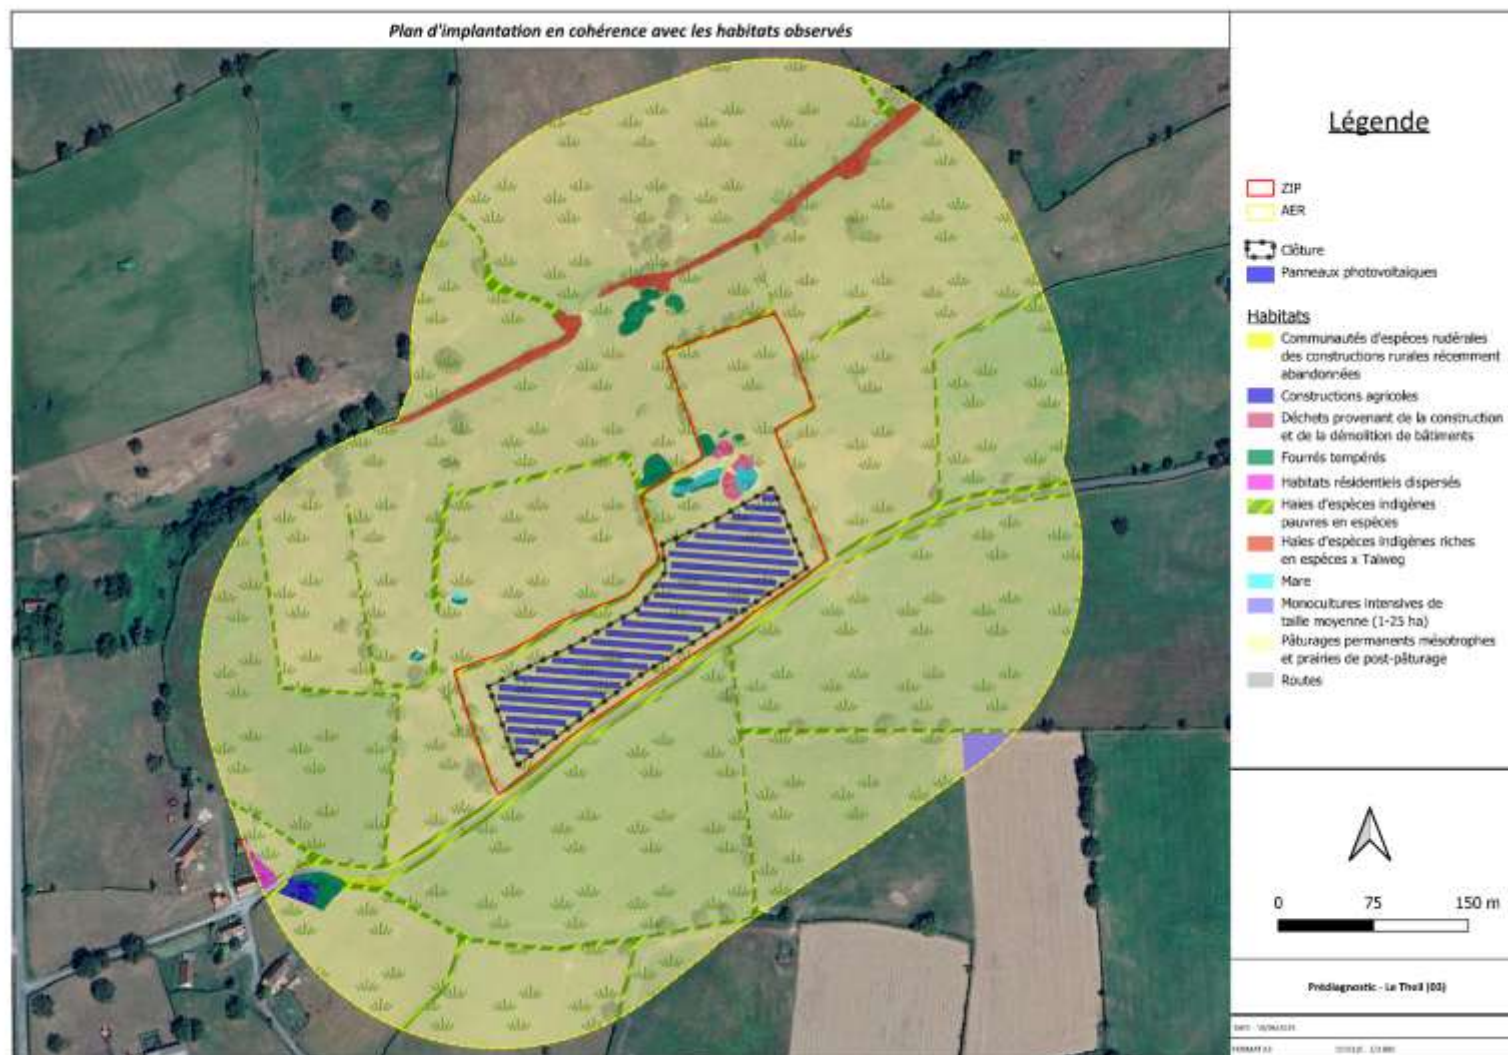 Plan d'implantation en cohérence avec les habitats observés
Légende
ZIP
AER
Clôture
Panneaux photovoltaïques
Habitats
Communautés d'espèces rudérales
des constructions rurales récemment
abandonnées
Constructions agricoles
Déchets provenant de la construction
et de la démolition de bâtiments
Fourrés tempérés
Habitats résidentiels dispersés
Haies d'espèces indigènes
pauvres en espèces
Haies d'espèces indigènes riches
en espèces x Talweg
Mare
Monocultures intensives de
taille moyenne (1-25 ha)
Pâturages permanents mésotrophes
et prairies de post-pâturage
Routes
0 75 150 m
Prédiagnostic - Le Theil (03)